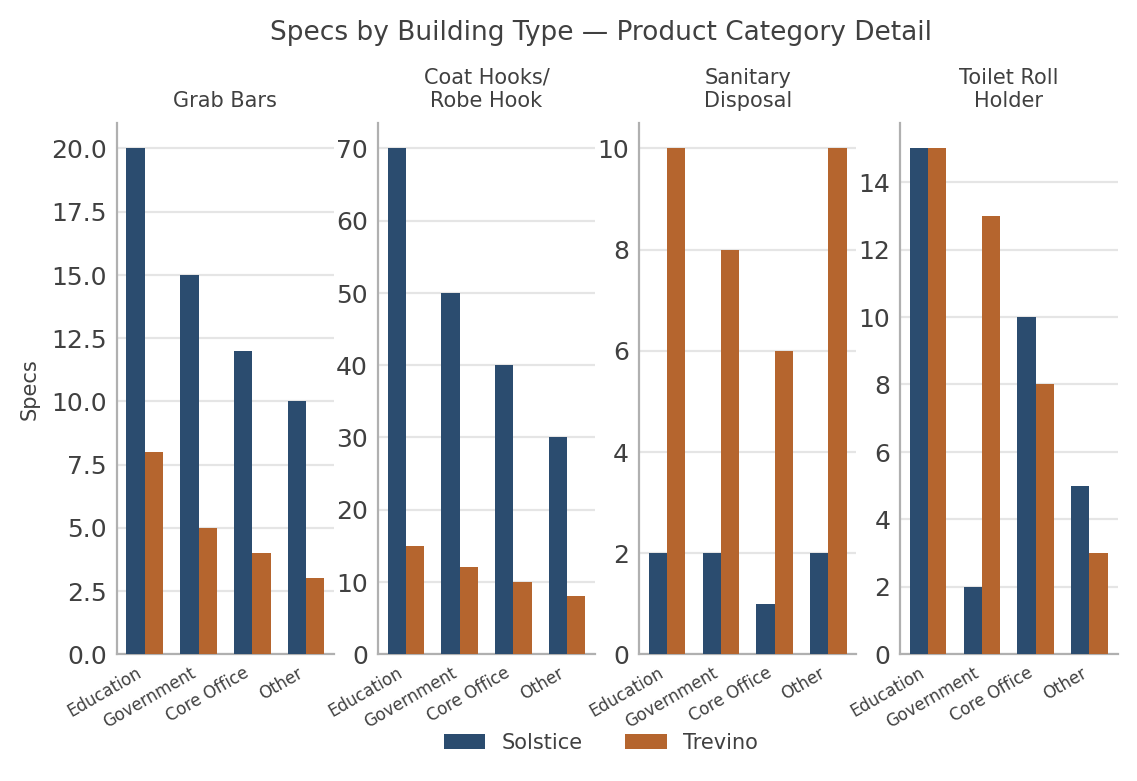 Specs by Building Type — Product Category Detail
Grab Bars
Coat Hooks/
Robe Hook
Sanitary
Disposal
Toilet Roll
Holder
Specs
20.0
17.5
15.0
12.5
10.0
7.5
5.0
2.5
0.0
Education
Government
Core Office
Other
70
60
50
40
30
20
10
0
Education
Government
Core Office
Other
10
8
6
4
2
0
Education
Government
Core Office
Other
14
12
10
8
6
4
2
0
Education
Government
Core Office
Other
Solstice
Trevino